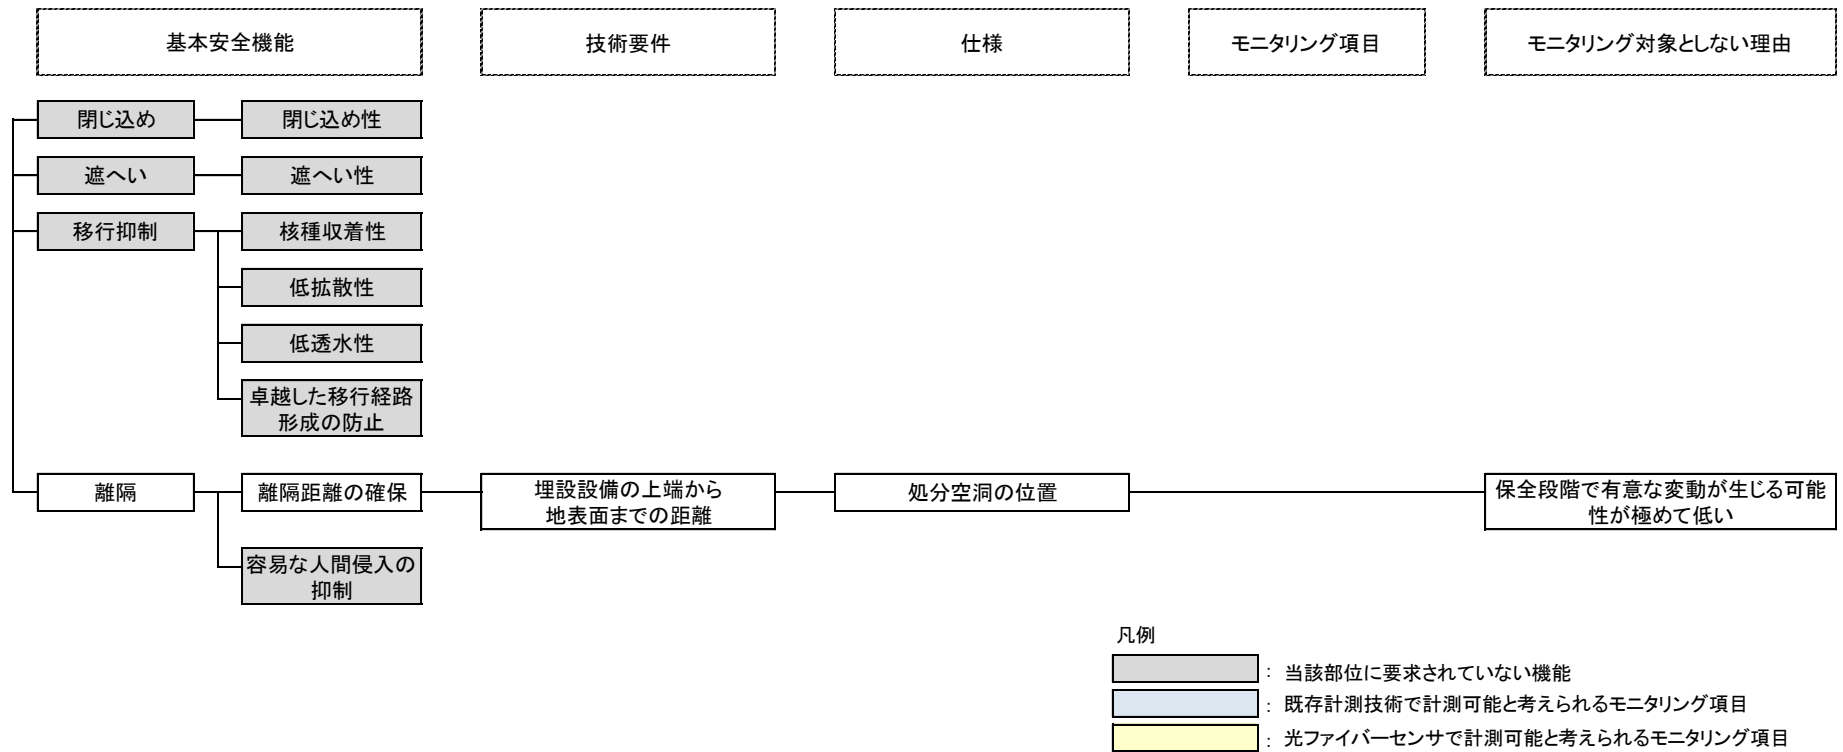 基本安全機能
技術要件
仕様
モニタリング項目
モニタリング対象としない理由
閉じ込め
閉じ込め性
遮へい
遮へい性
移行抑制
核種収着性
低拡散性
低透水性
卓越した移行経路
形成の防止
離隔
離隔距離の確保
埋設設備の上端から
地表面までの距離
処分空洞の位置
保全段階で有意な変動が生じる可能
性が極めて低い
容易な人間侵入の
抑制
凡例
: 当該部位に要求されていない機能
: 既存計測技術で計測可能と考えられるモニタリング項目
: 光ファイバーセンサで計測可能と考えられるモニタリング項目